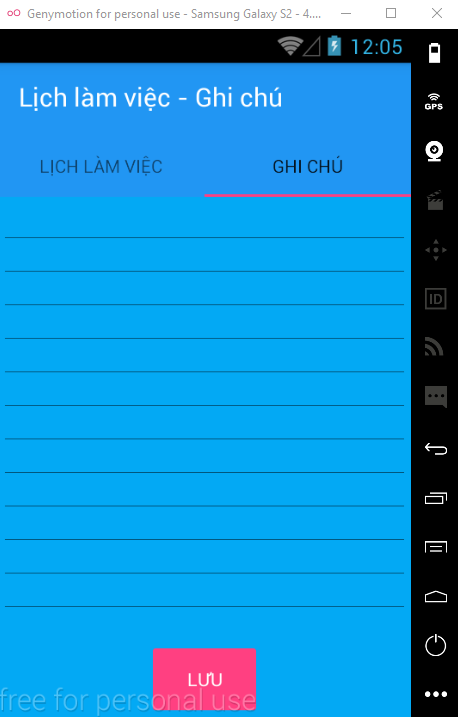 Genymotion for personal use - Samsung Galaxy S2 - 4....
12:05
GPS
Lịch làm việc - Ghi chú
LỊCH LÀM VIỆC
GHI CHÚ
ID
LƯU
free for personal use